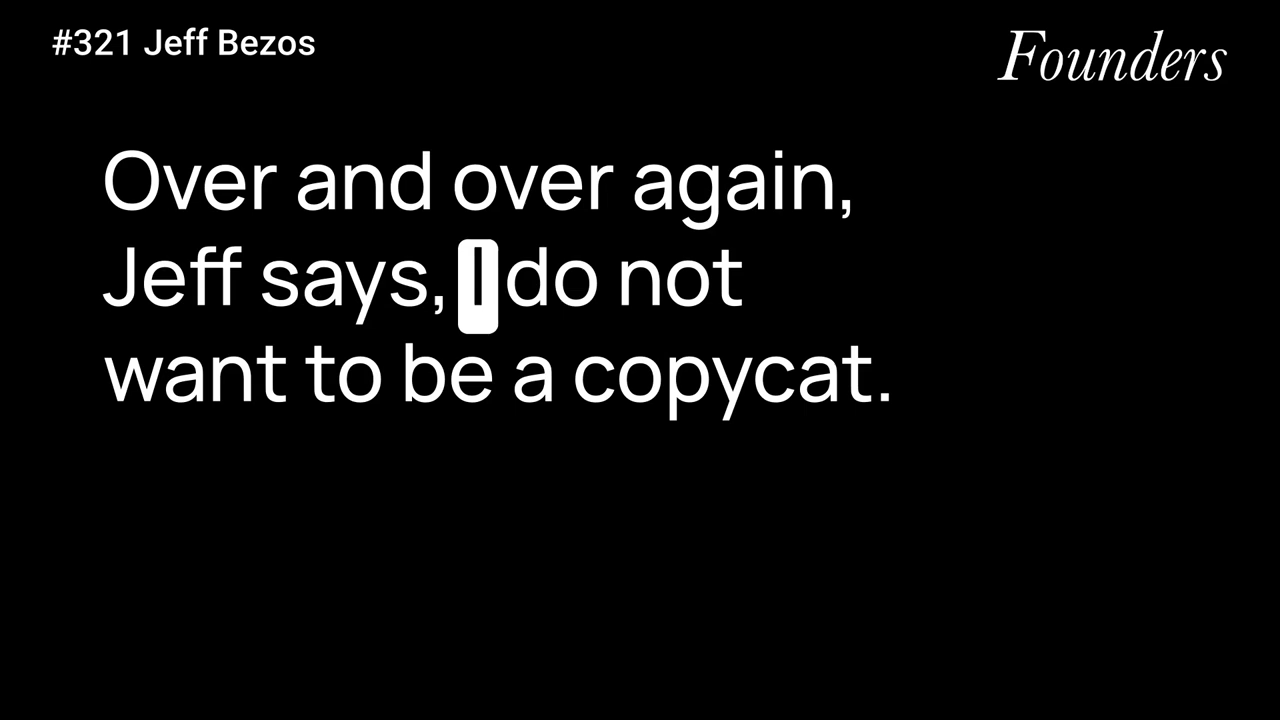 #321 Jeff Bezos
Founders
Over and over again,
Jeff says, I do not
want to be a copycat.